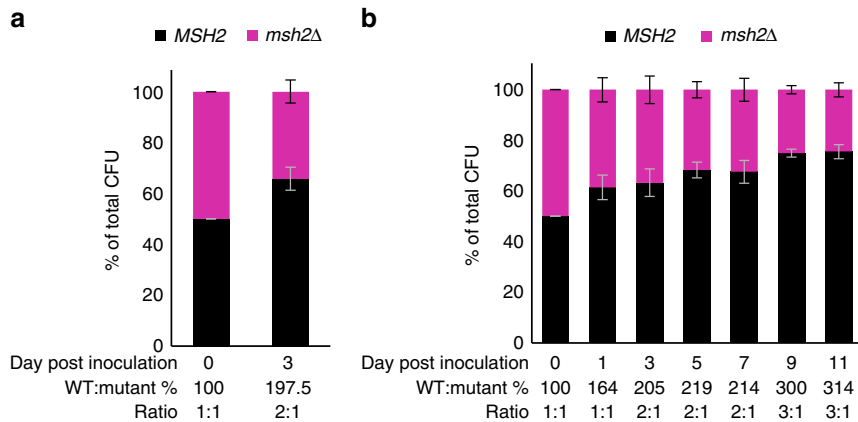 a
MSH2 msh2Δ
% of total CFU
100
80
60
40
20
0
Day post inoculation 0 3
WT:mutant % 100 197.5
Ratio 1:1 2:1
b
MSH2 msh2Δ
% of total CFU
100
80
60
40
20
0
Day post inoculation 0 1 3 5 7 9 11
WT:mutant % 100 164 205 219 214 300 314
Ratio 1:1 1:1 2:1 2:1 2:1 3:1 3:1